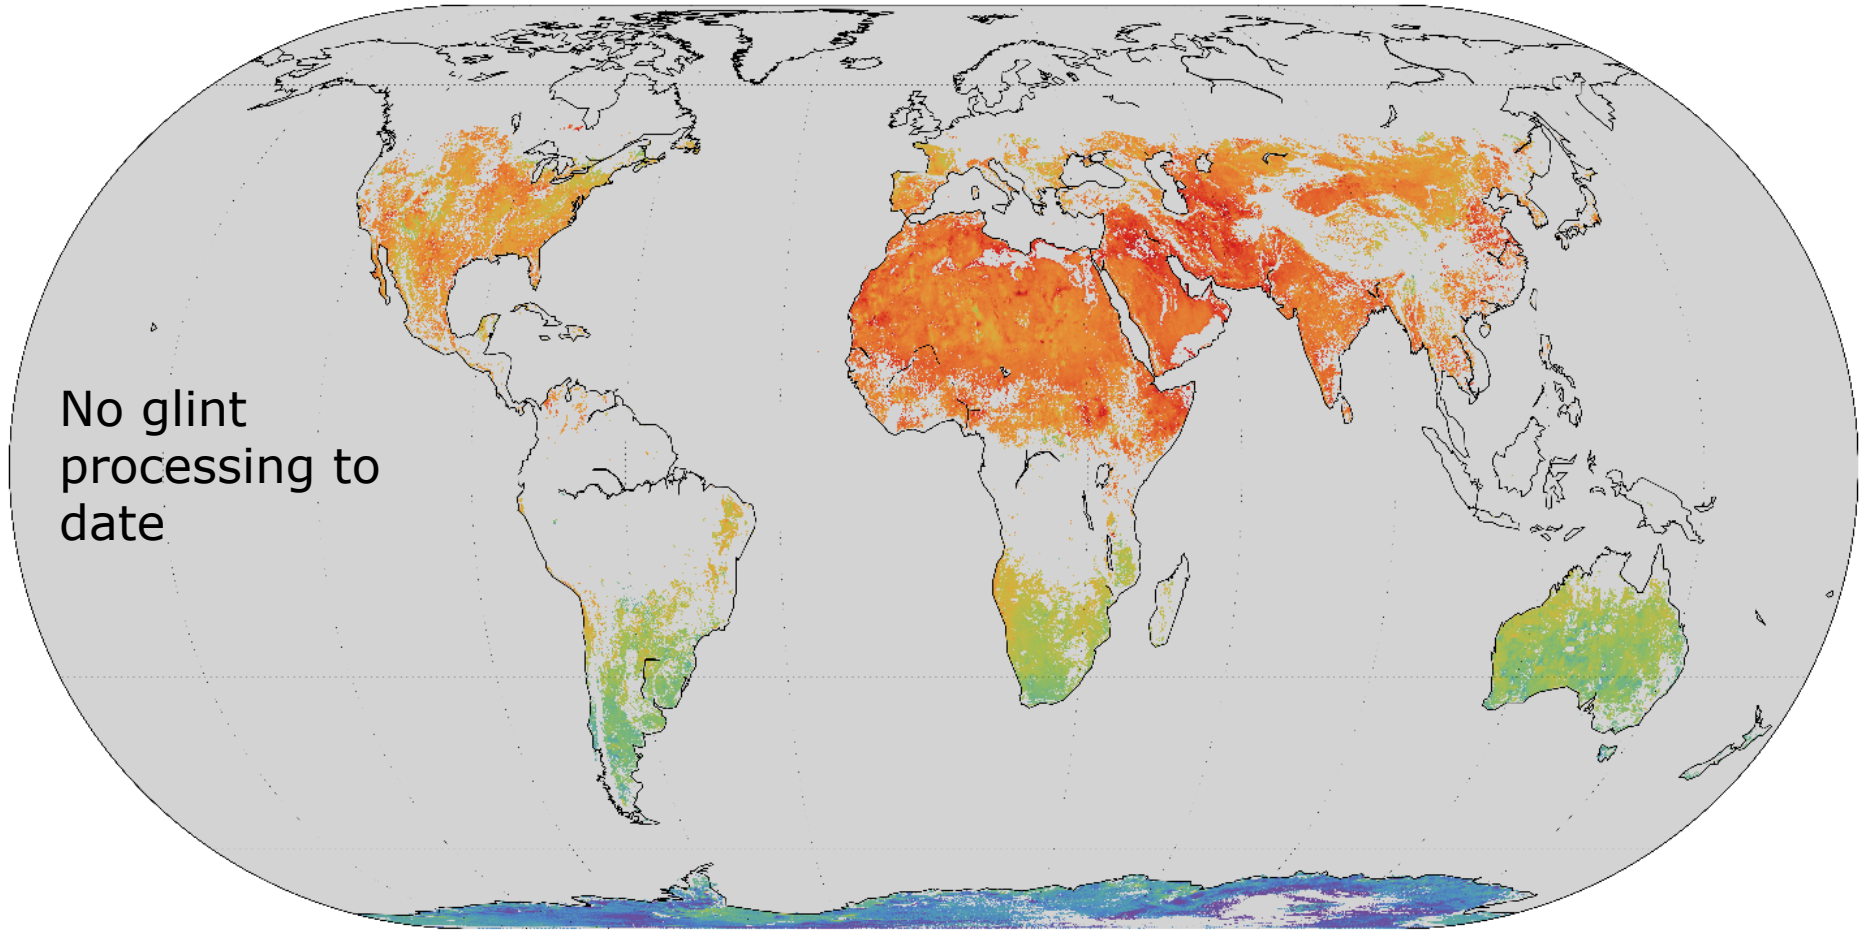 No glint
processing to
date